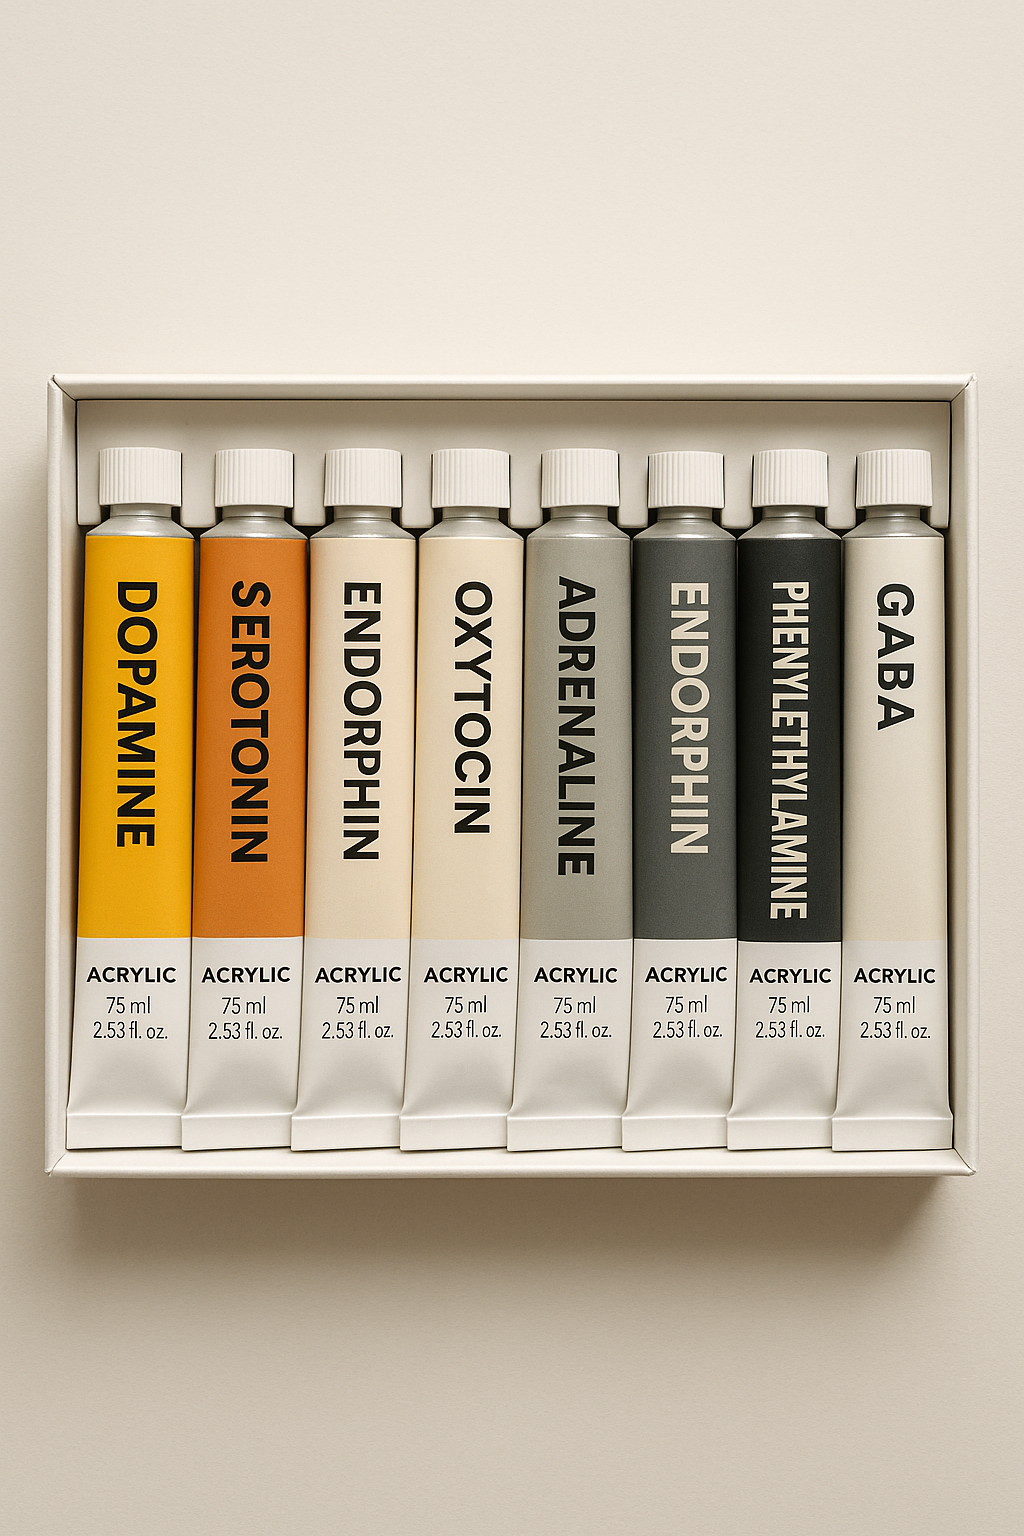 DOPAMINE
ACRYLIC
75 ml
2.53 fl. oz.
SEROTONIN
ACRYLIC
75 ml
2.53 fl. oz.
ENDORPHIN
ACRYLIC
75 ml
2.53 fl. oz.
OXYTOCIN
ACRYLIC
75 ml
2.53 fl. oz.
ADRENALINE
ACRYLIC
75 ml
2.53 fl. oz.
ENDORPHIN
ACRYLIC
75 ml
2.53 fl. oz.
PHENYLETHYLAMINE
ACRYLIC
75 ml
2.53 fl. oz.
GABA
ACRYLIC
75 ml
2.53 fl. oz.